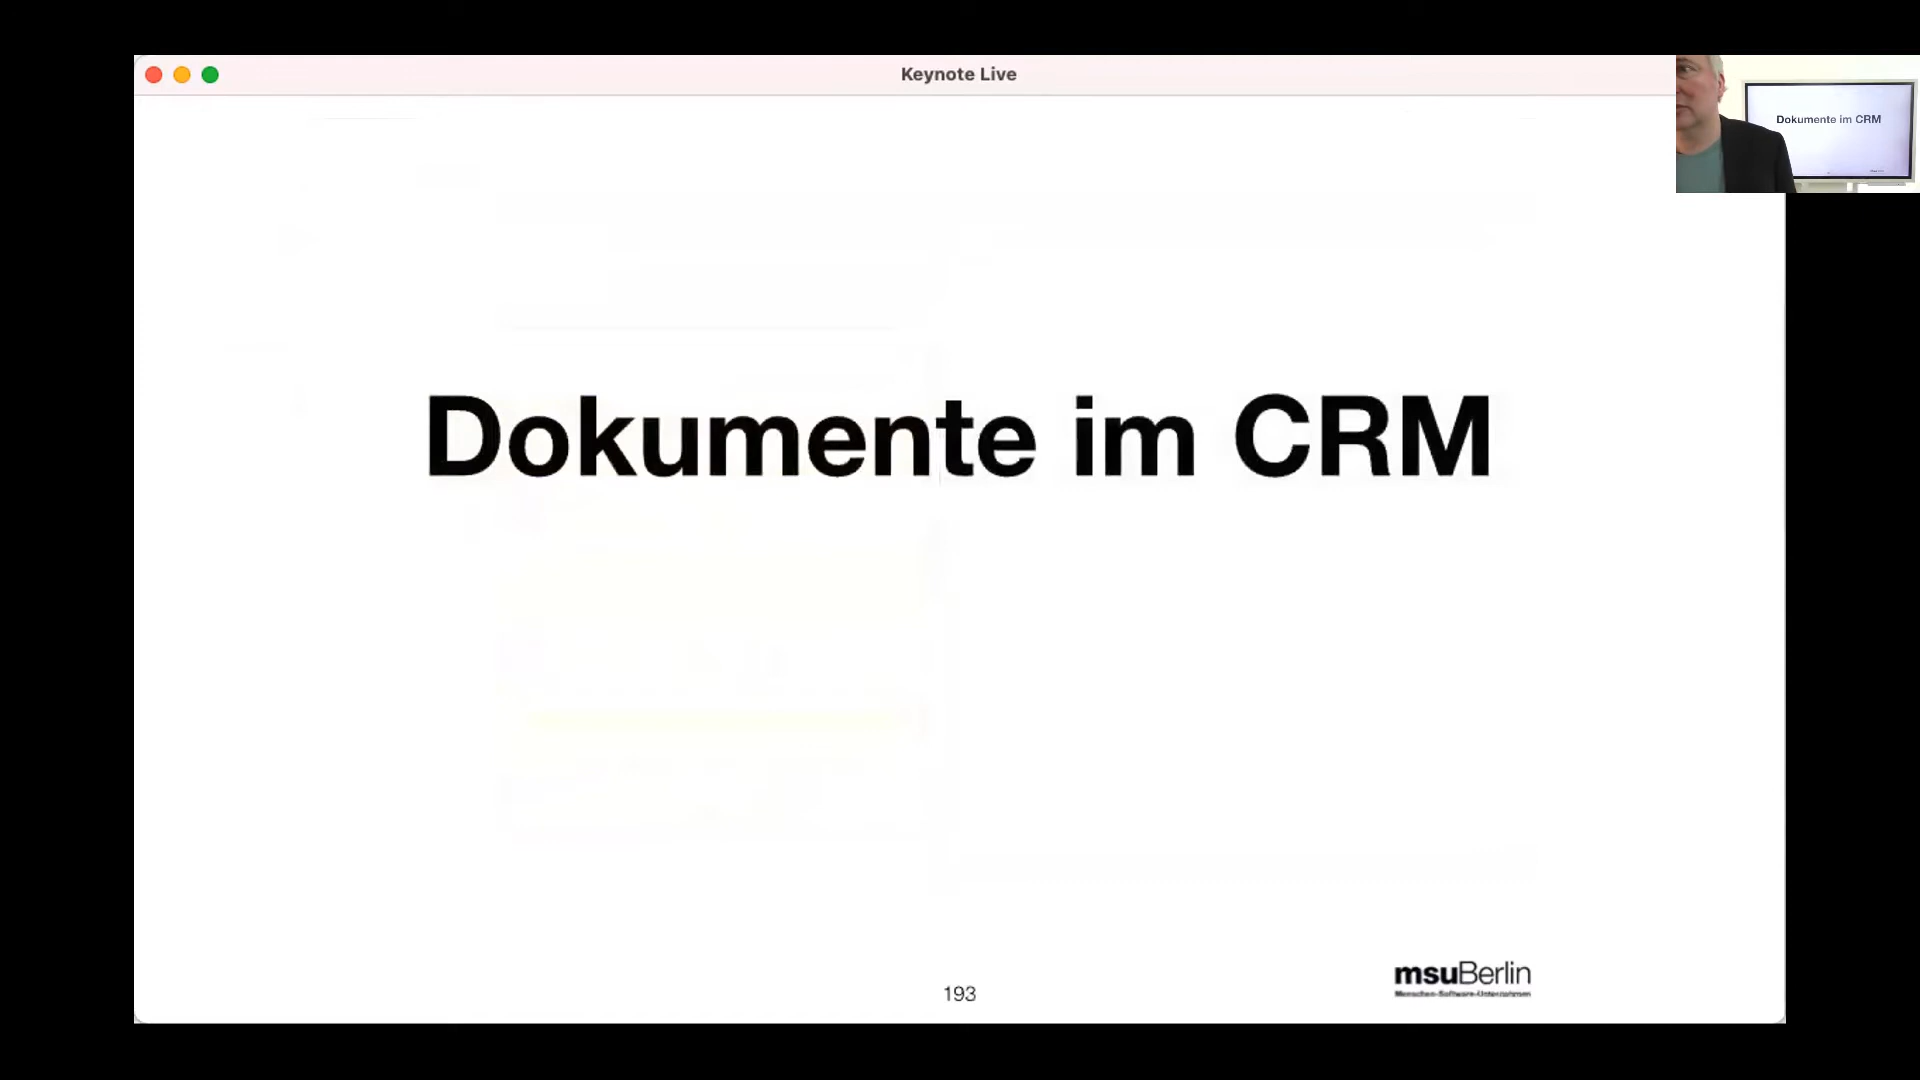 Keynote Live
Dokumente im CRM
Dokumente im CRM
193
msuBerlin
Menschen-Software-Unternehmen